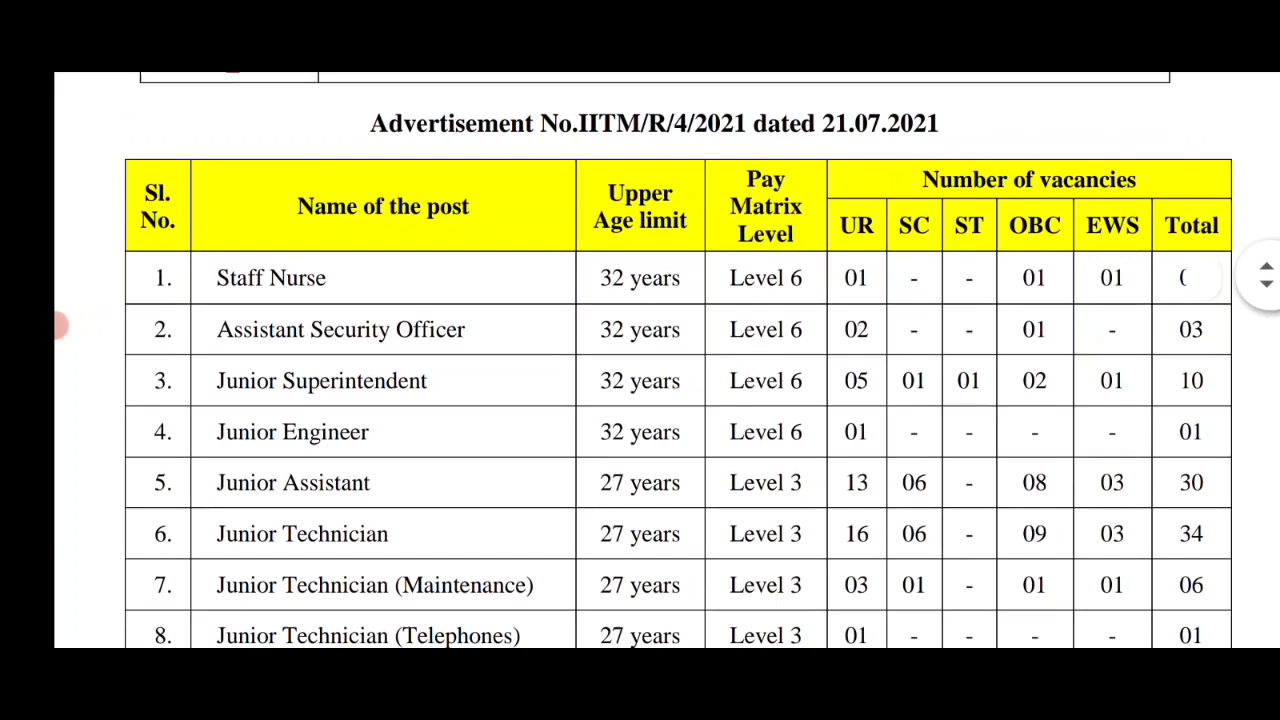 Advertisement No.IITM/R/4/2021 dated 21.07.2021
Sl. No. Name of the post Upper Age limit Pay Matrix Level Number of vacancies
UR SC ST OBC EWS Total
1. Staff Nurse 32 years Level 6 01 - - 01 01
2. Assistant Security Officer 32 years Level 6 02 - - 01 - 03
3. Junior Superintendent 32 years Level 6 05 01 01 02 01 10
4. Junior Engineer 32 years Level 6 01 - - - - 01
5. Junior Assistant 27 years Level 3 13 06 - 08 03 30
6. Junior Technician 27 years Level 3 16 06 - 09 03 34
7. Junior Technician (Maintenance) 27 years Level 3 03 01 - 01 01 06
8. Junior Technician (Telephones) 27 years Level 3 01 - - - - 01